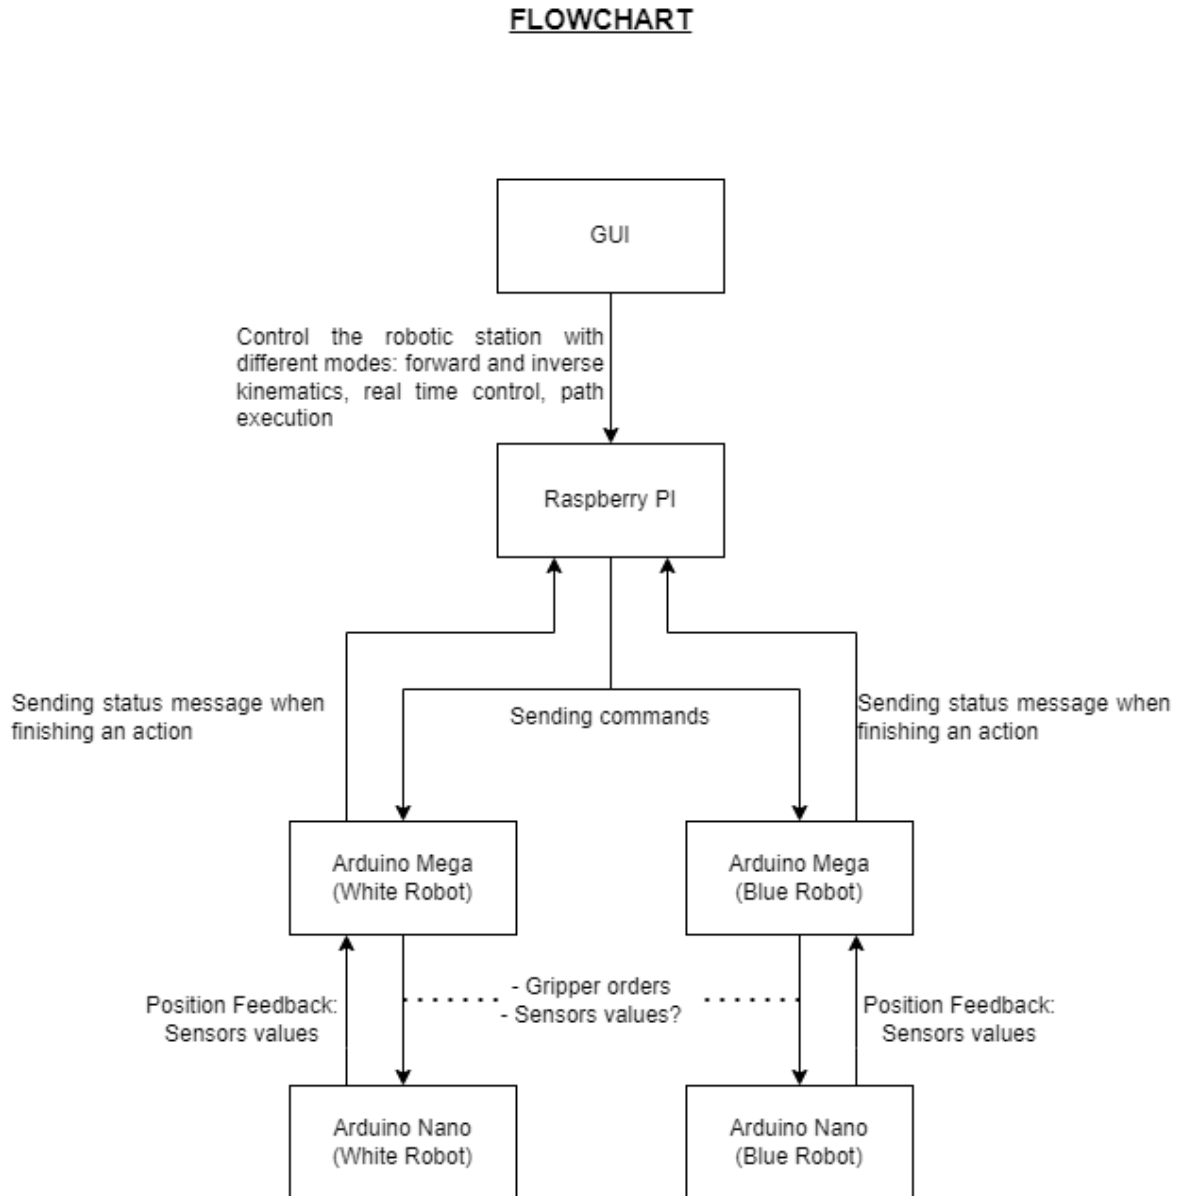 FLOWCHART
GUI
Control the robotic station with
different modes: forward and inverse
kinematics, real time control, path
execution
Raspberry PI
Sending status message when
finishing an action
Sending commands
Sending status message when
finishing an action
Arduino Mega
(White Robot)
Arduino Mega
(Blue Robot)
Position Feedback:
Sensors values
- Gripper orders
- Sensors values?
Position Feedback:
Sensors values
Arduino Nano
(White Robot)
Arduino Nano
(Blue Robot)